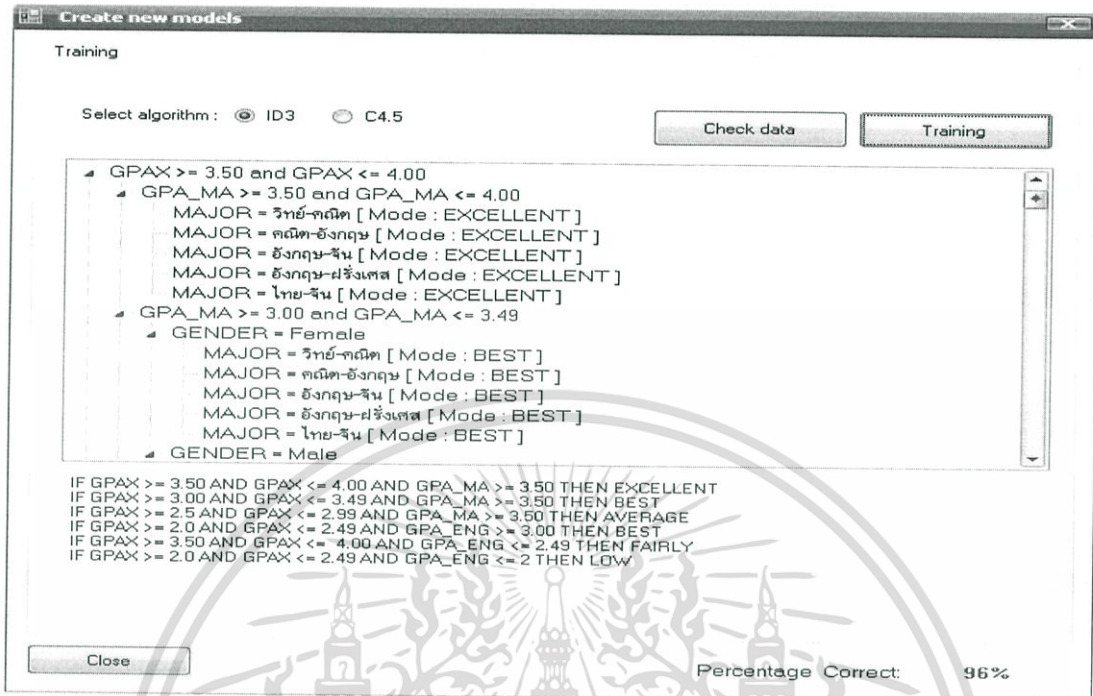 Create new models
Training
Select algorithm : ID3 C4.5
Check data Training
GPAX >= 3.50 and GPAX <= 4.00
GPA_MA >= 3.50 and GPA_MA <= 4.00
MAJOR = วิทย์-คณิต [ Mode : EXCELLENT ]
MAJOR = คณิต-อังกฤษ [ Mode : EXCELLENT ]
MAJOR = อังกฤษ-จีน [ Mode : EXCELLENT ]
MAJOR = อังกฤษ-ฝรั่งเศส [ Mode : EXCELLENT ]
MAJOR = ไทย-จีน [ Mode : EXCELLENT ]
GPA_MA >= 3.00 and GPA_MA <= 3.49
GENDER = Female
MAJOR = วิทย์-คณิต [ Mode : BEST ]
MAJOR = คณิต-อังกฤษ [ Mode : BEST ]
MAJOR = อังกฤษ-จีน [ Mode : BEST ]
MAJOR = อังกฤษ-ฝรั่งเศส [ Mode : BEST ]
MAJOR = ไทย-จีน [ Mode : BEST ]
GENDER = Male
IF GPAX >= 3.50 AND GPAX <= 4.00 AND GPA_MA >= 3.50 THEN EXCELLENT
IF GPAX >= 3.00 AND GPAX <= 3.49 AND GPA_MA >= 3.50 THEN BEST
IF GPAX >= 2.5 AND GPAX <= 2.99 AND GPA_MA >= 3.50 THEN AVERAGE
IF GPAX >= 2.0 AND GPAX <= 2.49 AND GPA_ENG >= 3.00 THEN BEST
IF GPAX >= 3.50 AND GPAX <= 4.00 AND GPA_ENG <= 2.49 THEN FAIRLY
IF GPAX >= 2.0 AND GPAX <= 2.49 AND GPA_ENG <= 2 THEN LOW
Close
Percentage Correct: 96%